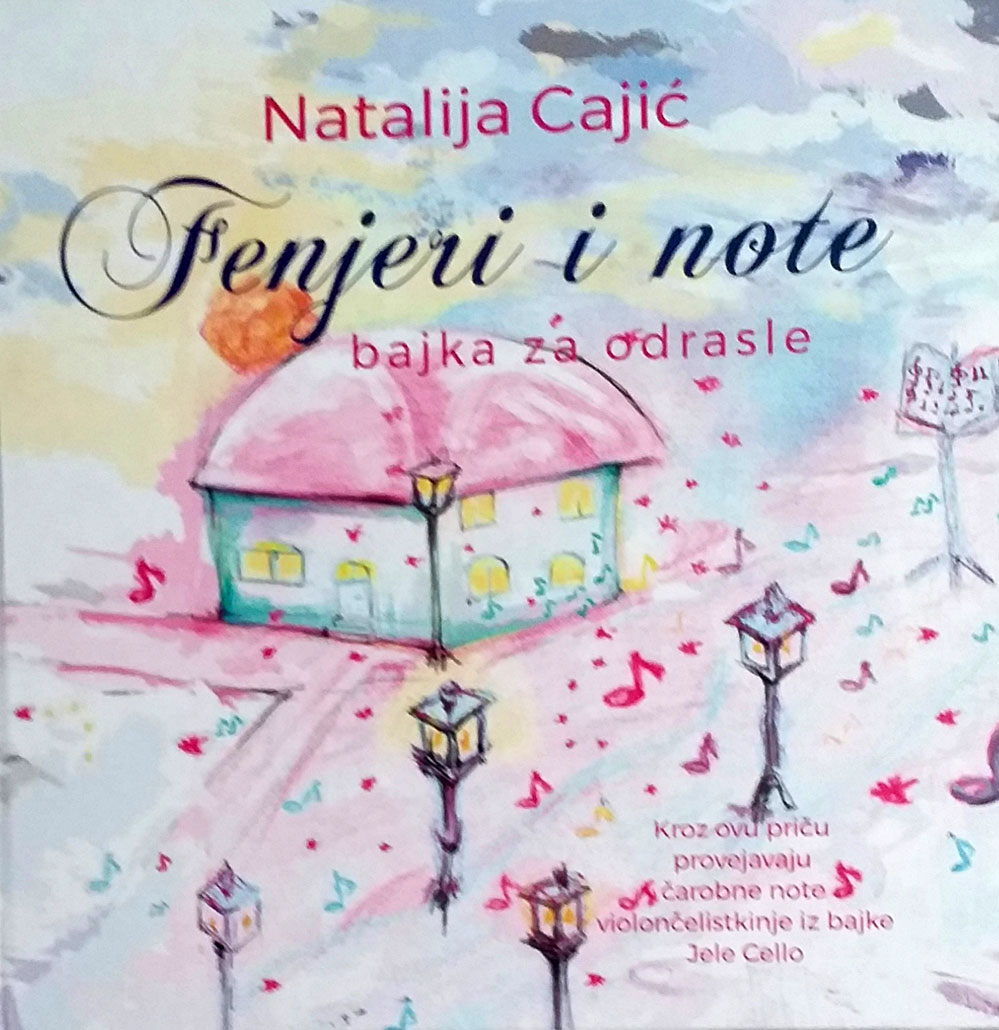 Natalija Cajić
Fenjeri i note
bajka za odrasle
Kroz ovu priču
provejavaju
čarobne note
violončelistkinje iz bajke
Jele Cello